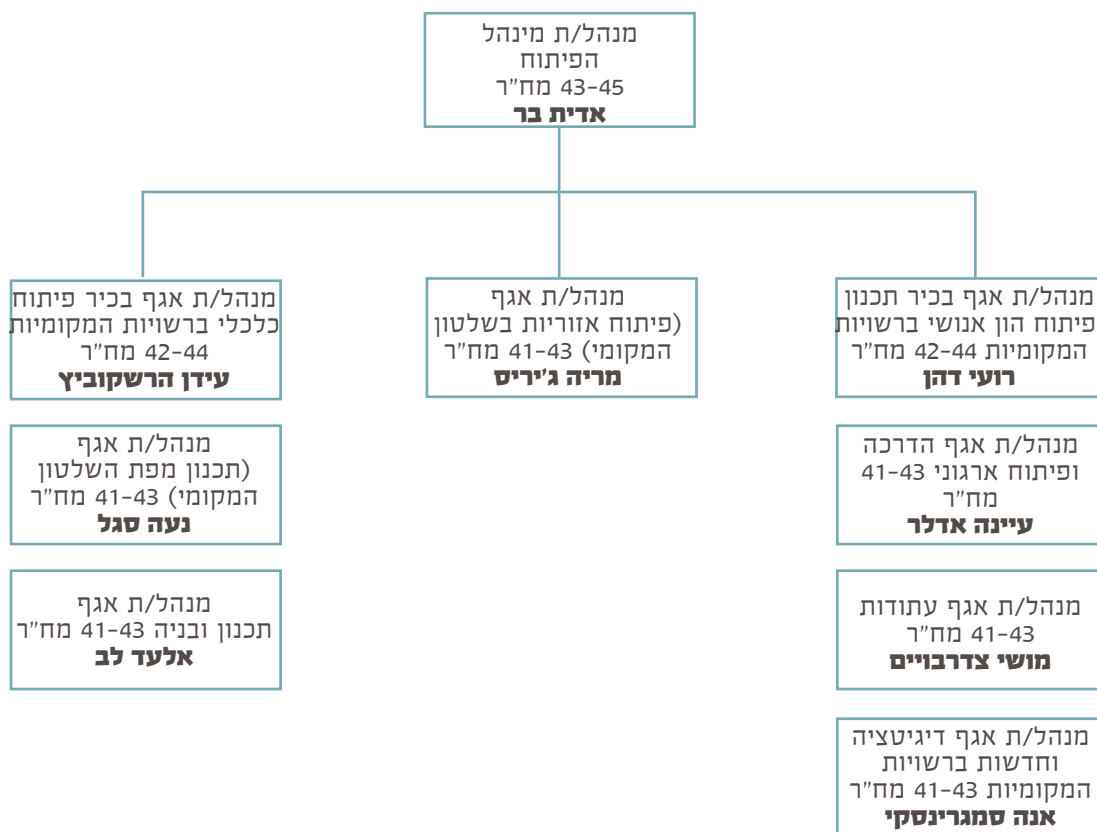 מנהל/ת מינהל
הפיתוח
43-45 מח"ר
אדית בר
מנהל/ת אגף בכיר תכנון
פיתוח הון אנושי ברשויות
המקומיות 42-44 מח"ר
רועי דהן
מנהל/ת אגף הדרכה
ופיתוח ארגוני 41-43
מח"ר
עיינה אדלר
מנהל/ת אגף עתודות
41-43 מח"ר
מושי צדרבויים
מנהל/ת אגף דיגיטציה
וחדשות ברשויות
המקומיות 41-43 מח"ר
אנה סמגרינסקי
מנהל/ת אגף
(פיתוח אזוריות בשלטון
המקומי) 41-43 מח"ר
מריה ג'יריס
מנהל/ת אגף בכיר פיתוח
כלכלי ברשויות המקומיות
42-44 מח"ר
עידן הרשקוביץ
מנהל/ת אגף
(תכנון מפת השלטון
המקומי) 41-43 מח"ר
נעה סגל
מנהל/ת אגף
תכנון ובניה 41-43 מח"ר
אלעד לב